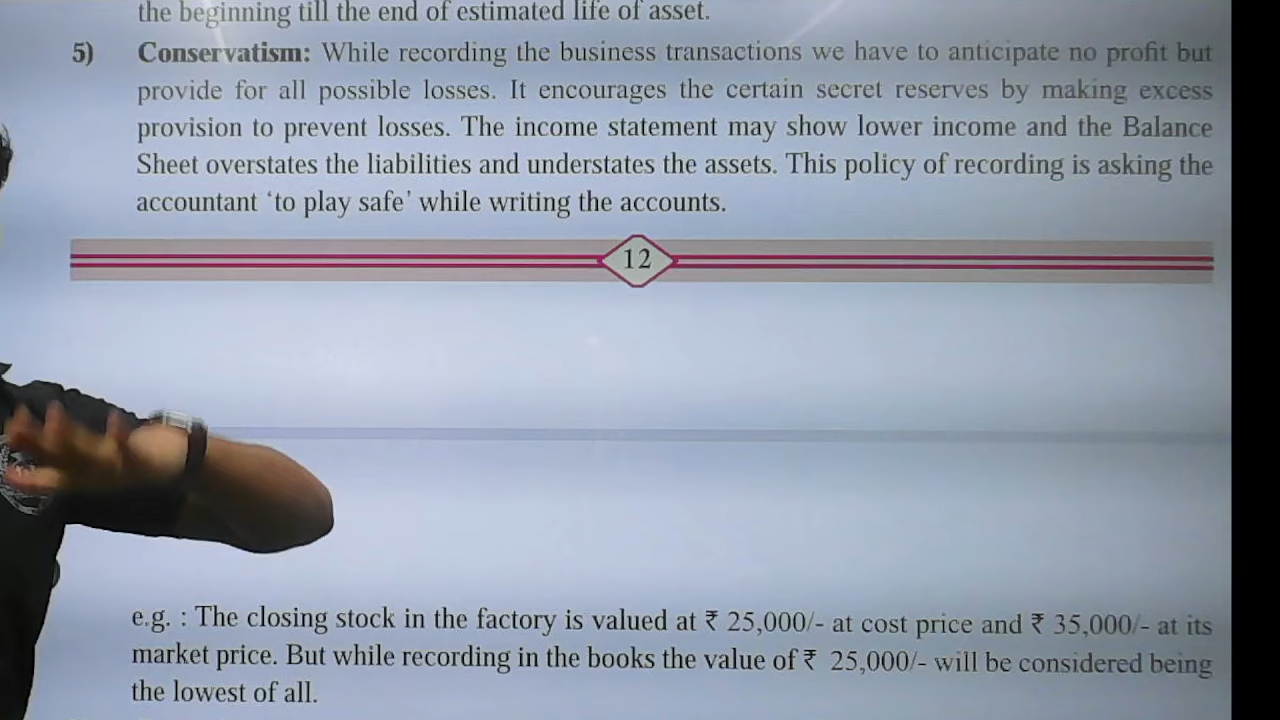 the beginning till the end of estimated life of asset.
5) Conservatism: While recording the business transactions we have to anticipate no profit but
provide for all possible losses. It encourages the certain secret reserves by making excess
provision to prevent losses. The income statement may show lower income and the Balance
Sheet overstates the liabilities and understates the assets. This policy of recording is asking the
accountant ‘to play safe’ while writing the accounts.
12
e.g. : The closing stock in the factory is valued at ₹ 25,000/- at cost price and ₹ 35,000/- at its
market price. But while recording in the books the value of ₹ 25,000/- will be considered being
the lowest of all.